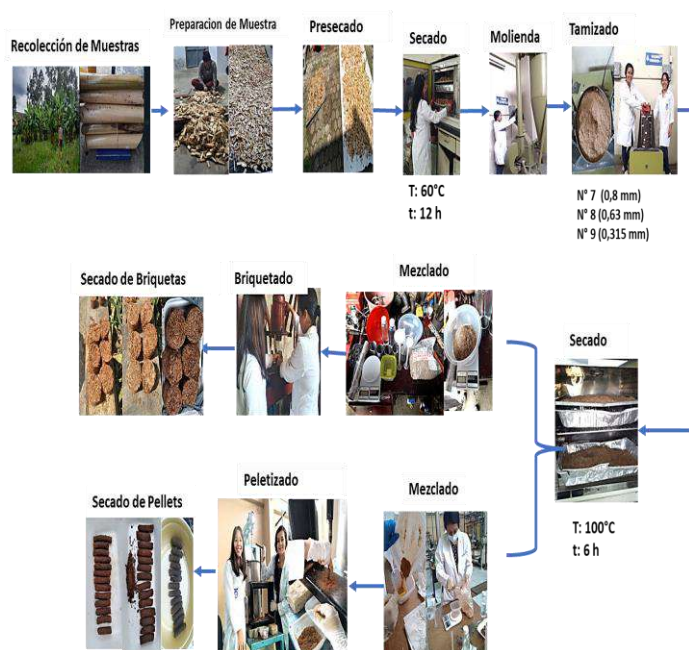 Recolección de Muestras
Preparacion de Muestra
Presecado
Secado
Molienda
Tamizado
T: 60°C
t: 12 h
N° 7 (0,8 mm)
N° 8 (0,63 mm)
N° 9 (0,315 mm)
Secado de Briquetas
Briquetado
Mezclado
Secado
T: 100°C
t: 6 h
Secado de Pellets
Peletizado
Mezclado